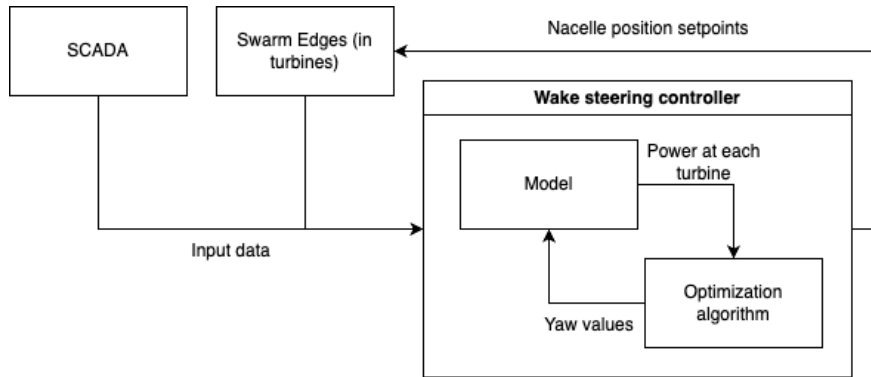 SCADA
Swarm Edges (in
turbines)
Nacelle position setpoints
Wake steering controller
Model
Power at each
turbine
Input data
Optimization
algorithm
Yaw values